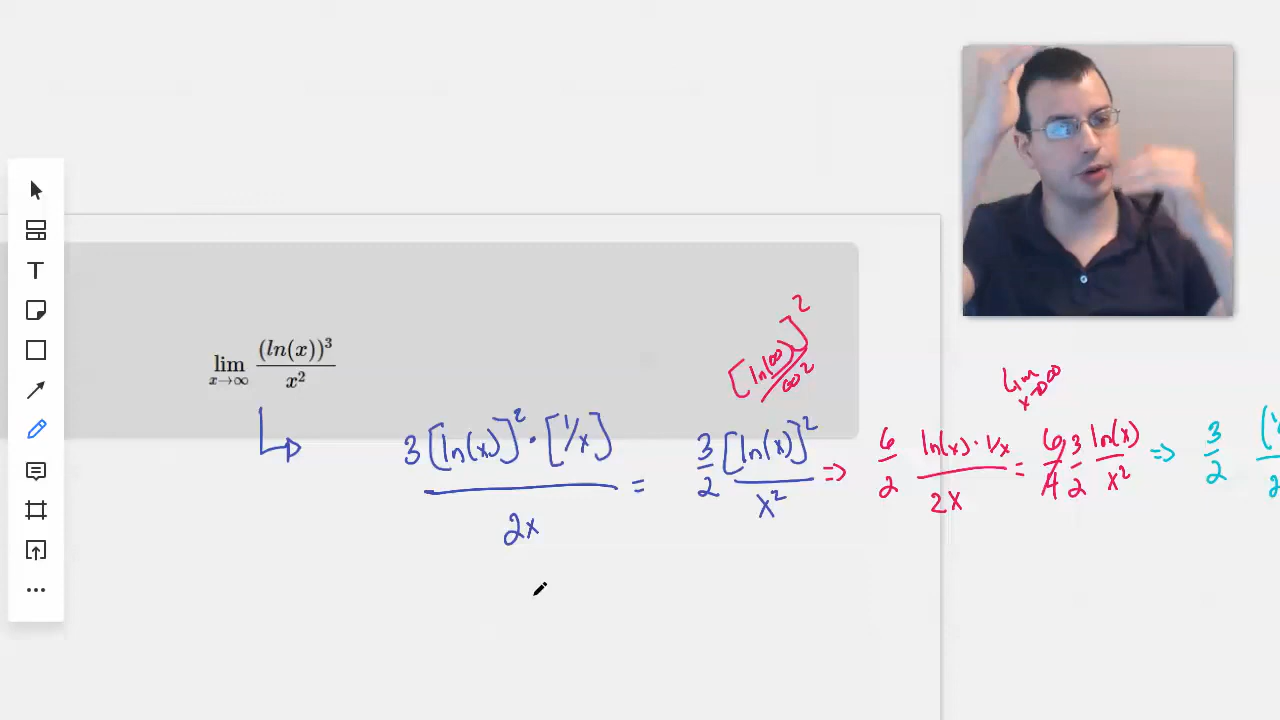 T
lim x→∞ (ln(x))³ / x²
[ln(∞)]² / ∞²
lim x→∞
3[ln(x)]² · [1/x] / 2x = 3/2 [ln(x)]² / x² => 6/2 ln(x) · 1/x / 2x = 6/4 3/2 ln(x) / x² => 3/2